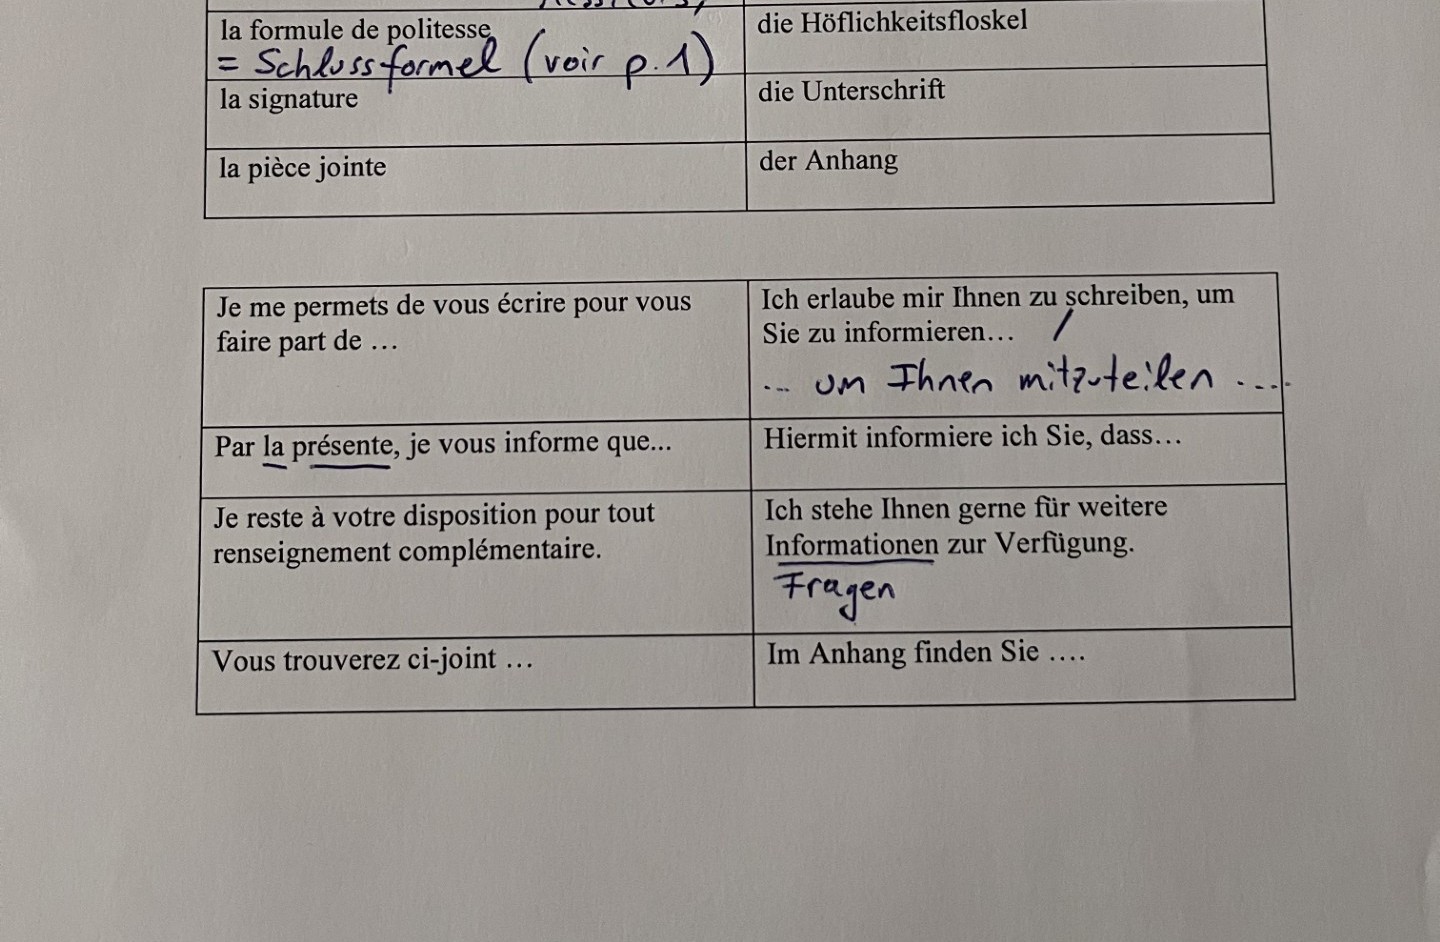 la formule de politesse
= Schlussformel (voir p. 1)
die Höflichkeitsfloskel
la signature
die Unterschrift
la pièce jointe
der Anhang
Je me permets de vous écrire pour vous
faire part de …
Ich erlaube mir Ihnen zu schreiben, um
Sie zu informieren… /
... um Ihnen mitzuteilen ....
Par la présente, je vous informe que...
Hiermit informiere ich Sie, dass…
Je reste à votre disposition pour tout
renseignement complémentaire.
Ich stehe Ihnen gerne für weitere
Informationen zur Verfügung.
Fragen
Vous trouverez ci-joint …
Im Anhang finden Sie ….